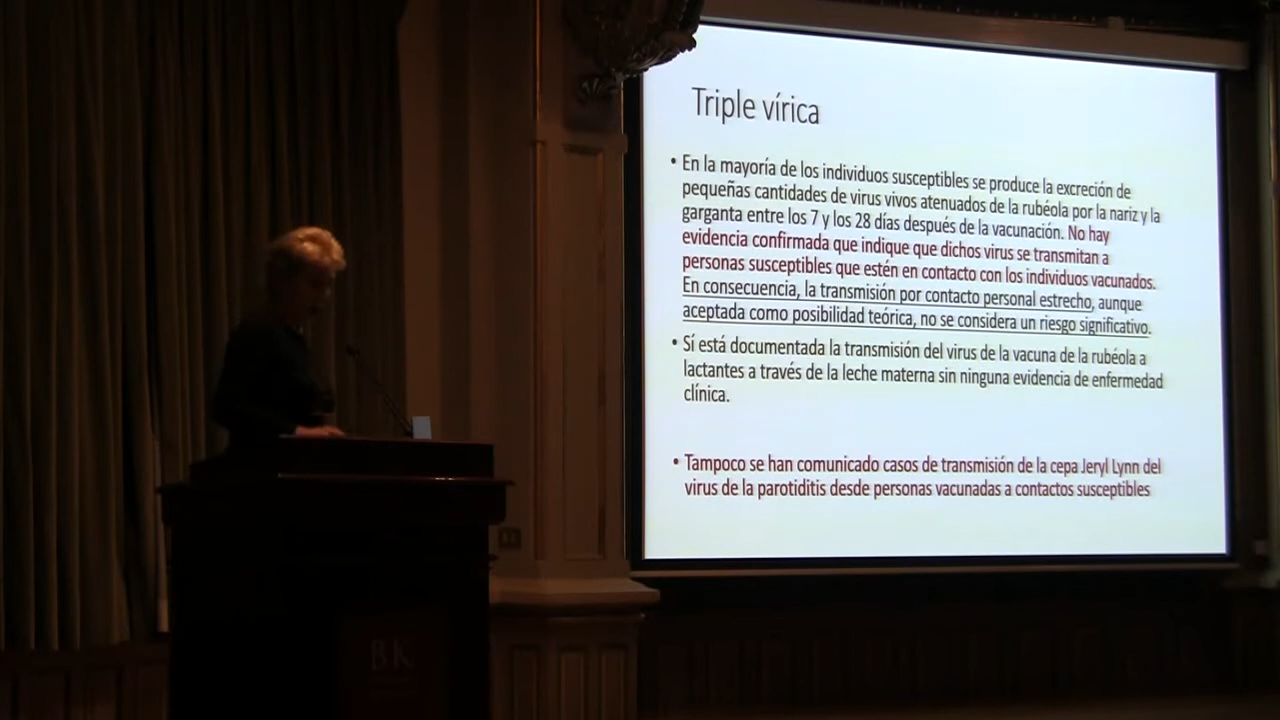 Triple vírica
• En la mayoría de los individuos susceptibles se produce la excreción de
pequeñas cantidades de virus vivos atenuados de la rubéola por la nariz y la
garganta entre los 7 y los 28 días después de la vacunación. No hay
evidencia confirmada que indique que dichos virus se transmitan a
personas susceptibles que estén en contacto con los individuos vacunados.
En consecuencia, la transmisión por contacto personal estrecho, aunque
aceptada como posibilidad teórica, no se considera un riesgo significativo.
• Sí está documentada la transmisión del virus de la vacuna de la rubéola a
lactantes a través de la leche materna sin ninguna evidencia de enfermedad
clínica.
• Tampoco se han comunicado casos de transmisión de la cepa Jeryl Lynn del
virus de la parotiditis desde personas vacunadas a contactos susceptibles
BK